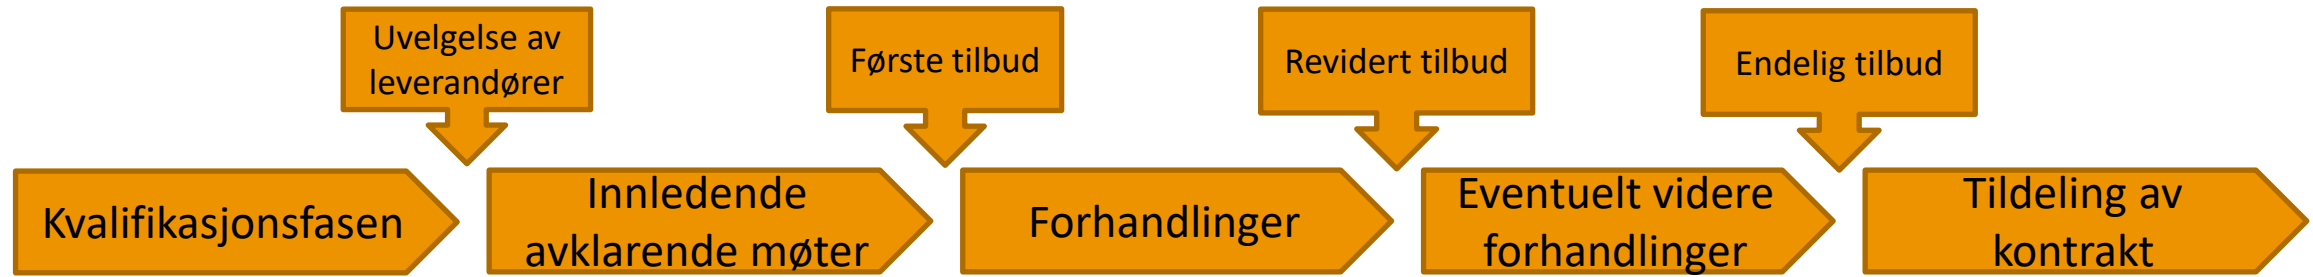 Uvelgelse av
leverandører
Første tilbud
Revidert tilbud
Endelig tilbud
Kvalifikasjonsfasen
Innledende
avklarende møter
Forhandlinger
Eventuelt videre
forhandlinger
Tildeling av
kontrakt